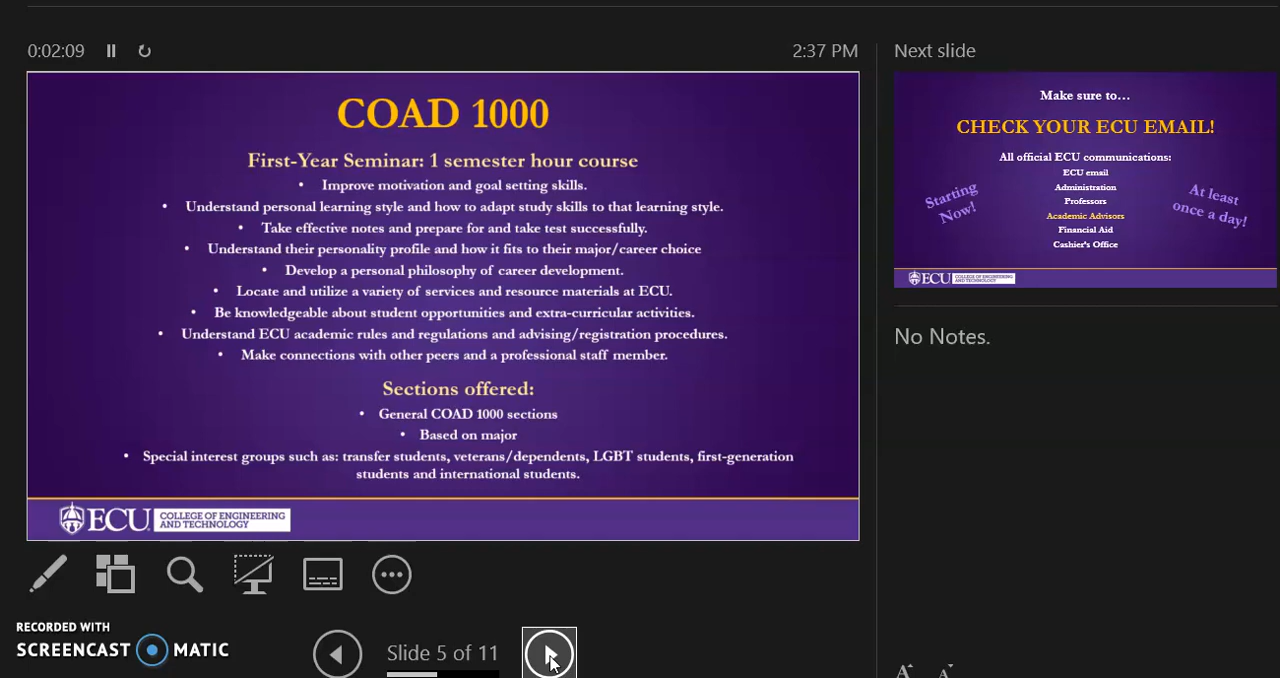 0:02:09
2:37 PM
COAD 1000
First-Year Seminar: 1 semester hour course
• Improve motivation and goal setting skills.
• Understand personal learning style and how to adapt study skills to that learning style.
• Take effective notes and prepare for and take test successfully.
• Understand their personality profile and how it fits to their major/career choice
• Develop a personal philosophy of career development.
• Locate and utilize a variety of services and resource materials at ECU.
• Be knowledgeable about student opportunities and extra-curricular activities.
• Understand ECU academic rules and regulations and advising/registration procedures.
• Make connections with other peers and a professional staff member.
Sections offered:
• General COAD 1000 sections
• Based on major
• Special interest groups such as: transfer students, veterans/dependents, LGBT students, first-generation
students and international students.
ECU
COLLEGE OF ENGINEERING
AND TECHNOLOGY
RECORDED WITH
SCREENCAST MATIC
Slide 5 of 11
Next slide
Make sure to…
CHECK YOUR ECU EMAIL!
All official ECU communications:
ECU email
Administration
Professors
Academic Advisors
Financial Aid
Cashier's Office
Starting
Now!
At least
once a day!
ECU
COLLEGE OF ENGINEERING
AND TECHNOLOGY
No Notes.
A A